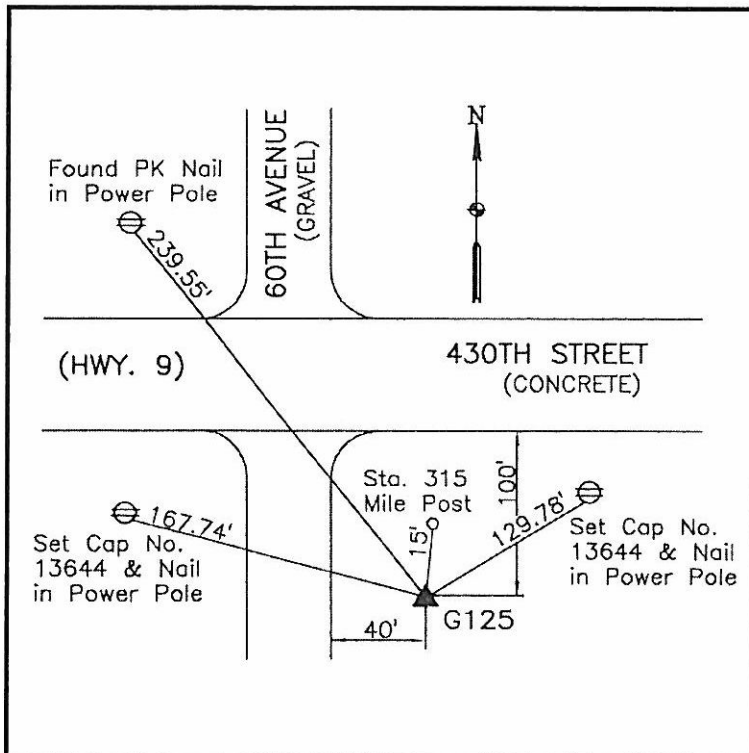 N
Found PK Nail
in Power Pole
239.55'
60TH AVENUE
(GRAVEL)
(HWY. 9)
430TH STREET
(CONCRETE)
Sta. 315
Mile Post
15'
100'
129.78'
167.74'
Set Cap No.
13644 & Nail
in Power Pole
Set Cap No.
13644 & Nail
in Power Pole
G125
40'